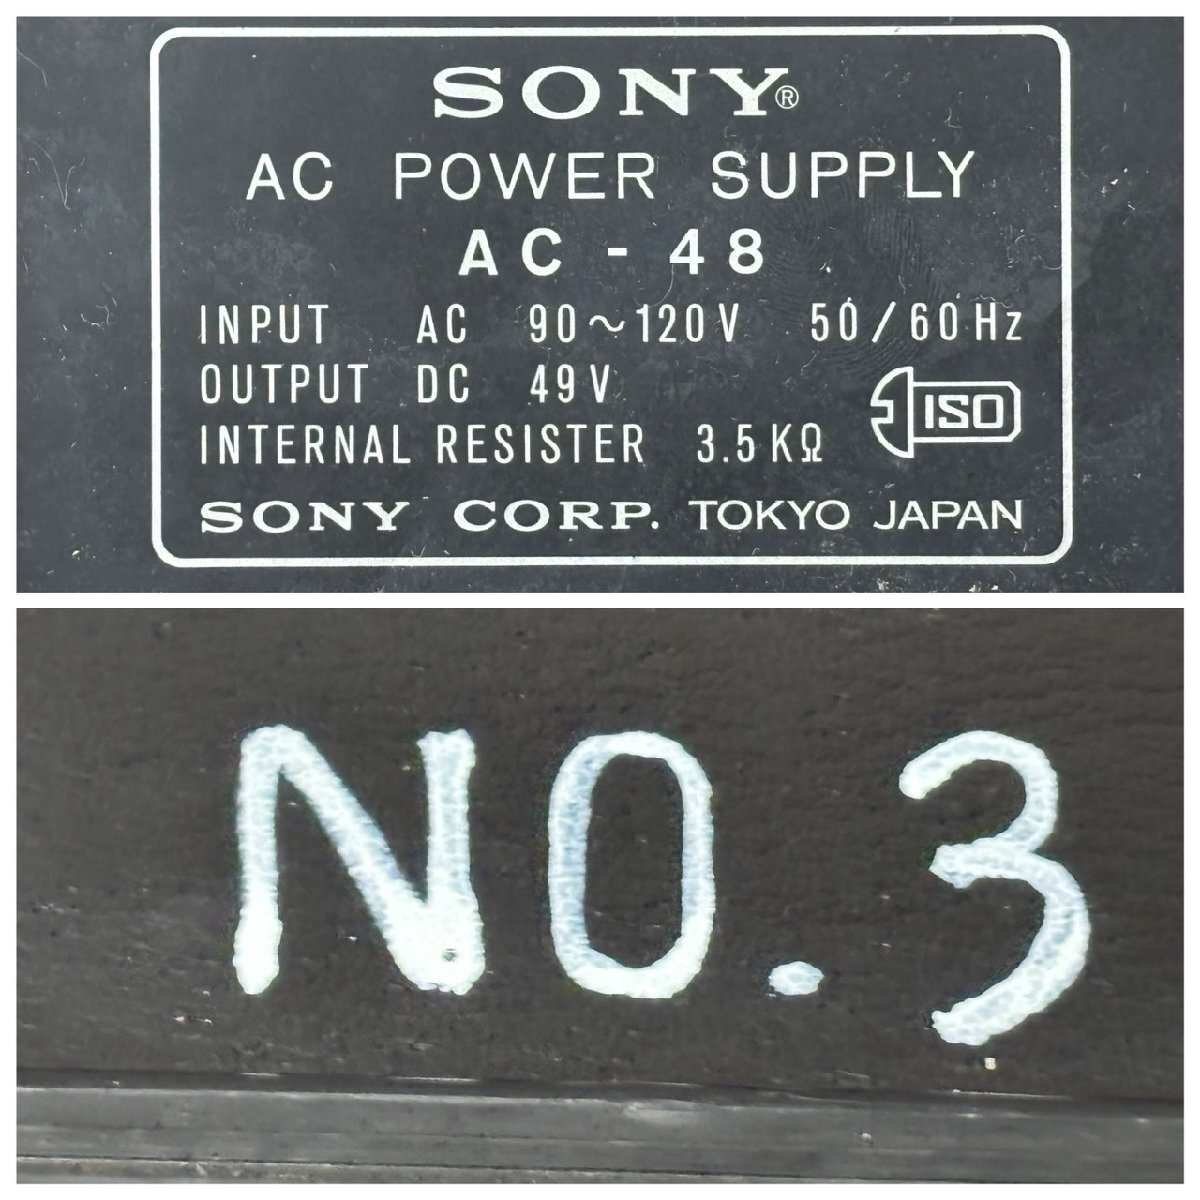 SONY®
AC POWER SUPPLY
AC - 48
INPUT AC 90～120V 50/60Hz
OUTPUT DC 49V
ISO
INTERNAL RESISTER 3.5KΩ
SONY CORP. TOKYO JAPAN
NO.3